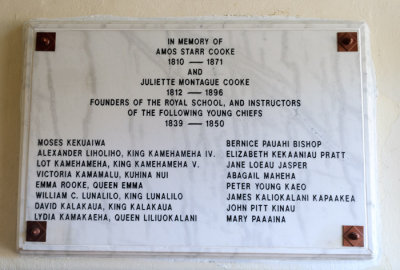 IN MEMORY OF
AMOS STARR COOKE
1810 — 1871
AND
JULIETTE MONTAGUE COOKE
1812 — 1896
FOUNDERS OF THE ROYAL SCHOOL, AND INSTRUCTORS
OF THE FOLLOWING YOUNG CHIEFS
1839 — 1850
MOSES KEKUAIWA
ALEXANDER LIHOLIHO, KING KAMEHAMEHA IV.
LOT KAMEHAMEHA, KING KAMEHAMEHA V.
VICTORIA KAMAMALU, KUHINA NUI
EMMA ROOKE, QUEEN EMMA
WILLIAM C. LUNALILO, KING LUNALILO
DAVID KALAKAUA, KING KALAKAUA
LYDIA KAMAKAEHA, QUEEN LILIUOKALANI
BERNICE PAUAHI BISHOP
ELIZABETH KEKAANIAU PRATT
JANE LOEAU JASPER
ABAGAIL MAHEHA
PETER YOUNG KAEO
JAMES KALIOKALANI KAPAAKEA
JOHN PITT KINAU
MARY PAAAINA